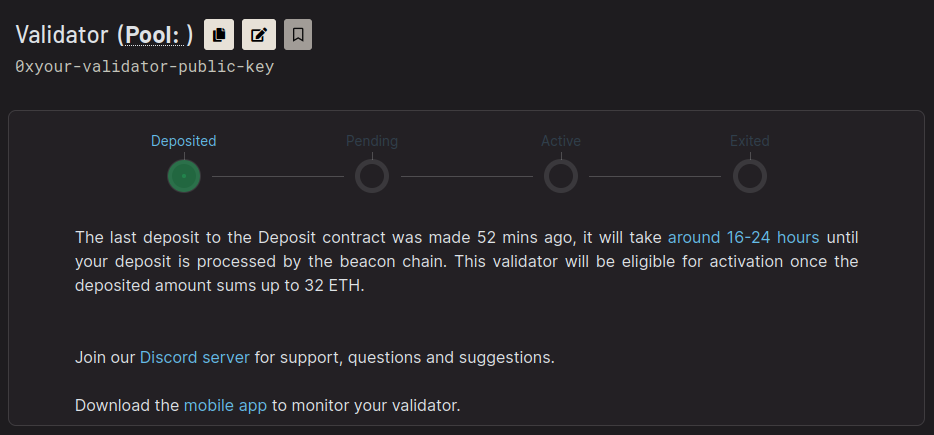 Validator (Pool: )
0xyour-validator-public-key
Deposited
Pending
Active
Exited
The last deposit to the Deposit contract was made 52 mins ago, it will take around 16-24 hours until
your deposit is processed by the beacon chain. This validator will be eligible for activation once the
deposited amount sums up to 32 ETH.
Join our Discord server for support, questions and suggestions.
Download the mobile app to monitor your validator.